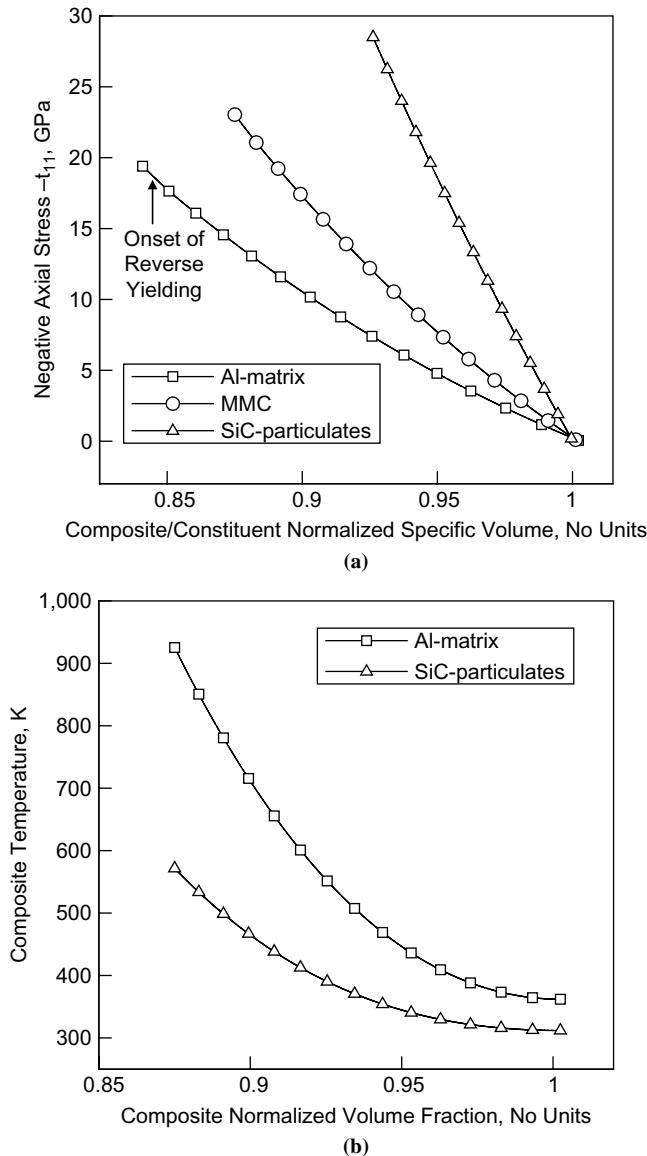 30
25
20
15
10
5
0
Negative Axial Stress –t11, GPa
Onset of
Reverse
Yielding
Al-matrix
MMC
SiC-particulates
0.85 0.9 0.95 1
Composite/Constituent Normalized Specific Volume, No Units
(a)
1,000
900
800
700
600
500
400
300
Composite Temperature, K
Al-matrix
SiC-particulates
0.85 0.9 0.95 1
Composite Normalized Volume Fraction, No Units
(b)